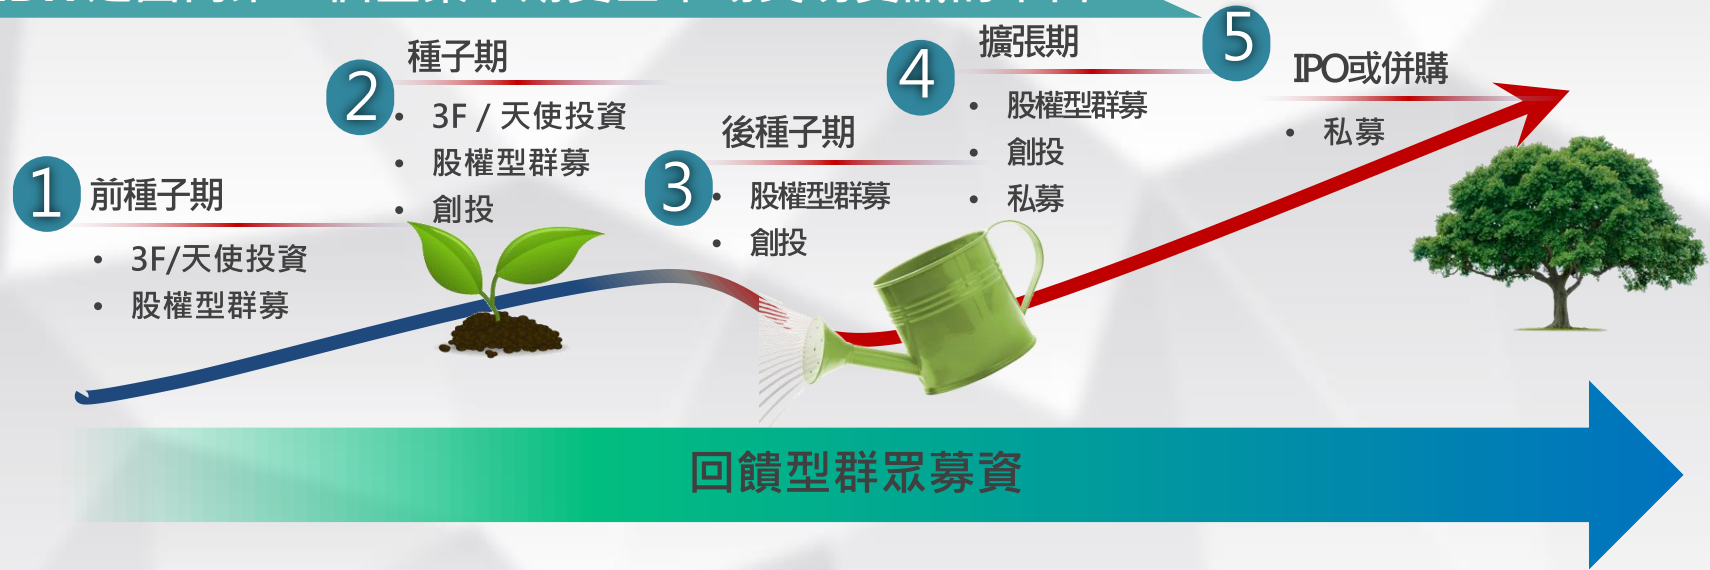 1
前種子期
• 3F/天使投資
• 股權型群募
2
種子期
• 3F / 天使投資
• 股權型群募
• 創投
3
後種子期
• 股權型群募
• 創投
4
擴張期
• 股權型群募
• 創投
• 私募
5
IPO或併購
• 私募
回饋型群眾募資